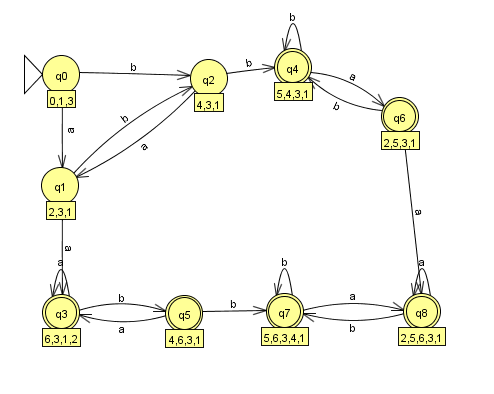 b
q0
0,1,3
b
q2
4,3,1
b
q4
5,4,3,1
a
b
q6
2,5,3,1
a
b
a
q1
2,3,1
a
a
a
q3
6,3,1,2
b
a
q5
4,6,3,1
b
b
q7
5,6,3,4,1
a
b
a
q8
2,5,6,3,1